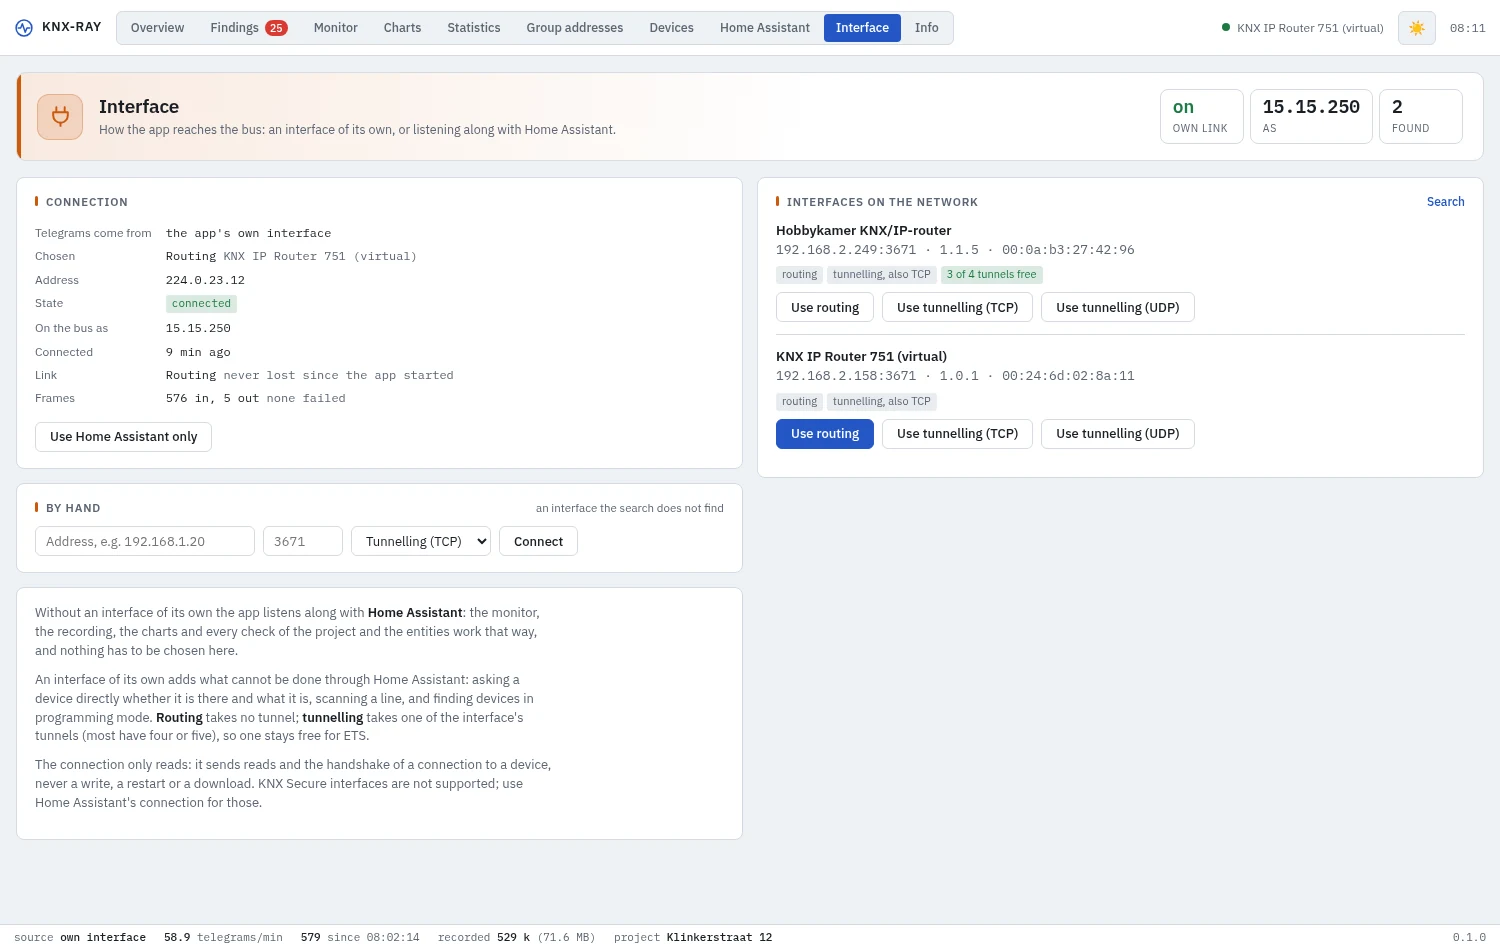 KNX-RAY Overview Findings 25 Monitor Charts Statistics Group addresses Devices Home Assistant Interface Info KNX IP Router 751 (virtual) 08:11
Interface
How the app reaches the bus: an interface of its own, or listening along with Home Assistant.
on
OWN LINK
15.15.250
AS
2
FOUND
CONNECTION
Telegrams come from the app's own interface
Chosen Routing KNX IP Router 751 (virtual)
Address 224.0.23.12
State connected
On the bus as 15.15.250
Connected 9 min ago
Link Routing never lost since the app started
Frames 576 in, 5 out none failed
Use Home Assistant only
BY HAND an interface the search does not find
Address, e.g. 192.168.1.20 3671 Tunnelling (TCP) Connect
Without an interface of its own the app listens along with Home Assistant: the monitor,
the recording, the charts and every check of the project and the entities work that way,
and nothing has to be chosen here.
An interface of its own adds what cannot be done through Home Assistant: asking a
device directly whether it is there and what it is, scanning a line, and finding devices in
programming mode. Routing takes no tunnel; tunnelling takes one of the interface's
tunnels (most have four or five), so one stays free for ETS.
The connection only reads: it sends reads and the handshake of a connection to a device,
never a write, a restart or a download. KNX Secure interfaces are not supported; use
Home Assistant's connection for those.
INTERFACES ON THE NETWORK Search
Hobbykamer KNX/IP-router
192.168.2.249:3671 · 1.1.5 · 00:0a:b3:27:42:96
routing tunnelling, also TCP 3 of 4 tunnels free
Use routing Use tunnelling (TCP) Use tunnelling (UDP)
KNX IP Router 751 (virtual)
192.168.2.158:3671 · 1.0.1 · 00:24:6d:02:8a:11
routing tunnelling, also TCP
Use routing Use tunnelling (TCP) Use tunnelling (UDP)
source own interface 58.9 telegrams/min 579 since 08:02:14 recorded 529 k (71.6 MB) project Klinkerstraat 12 0.1.0